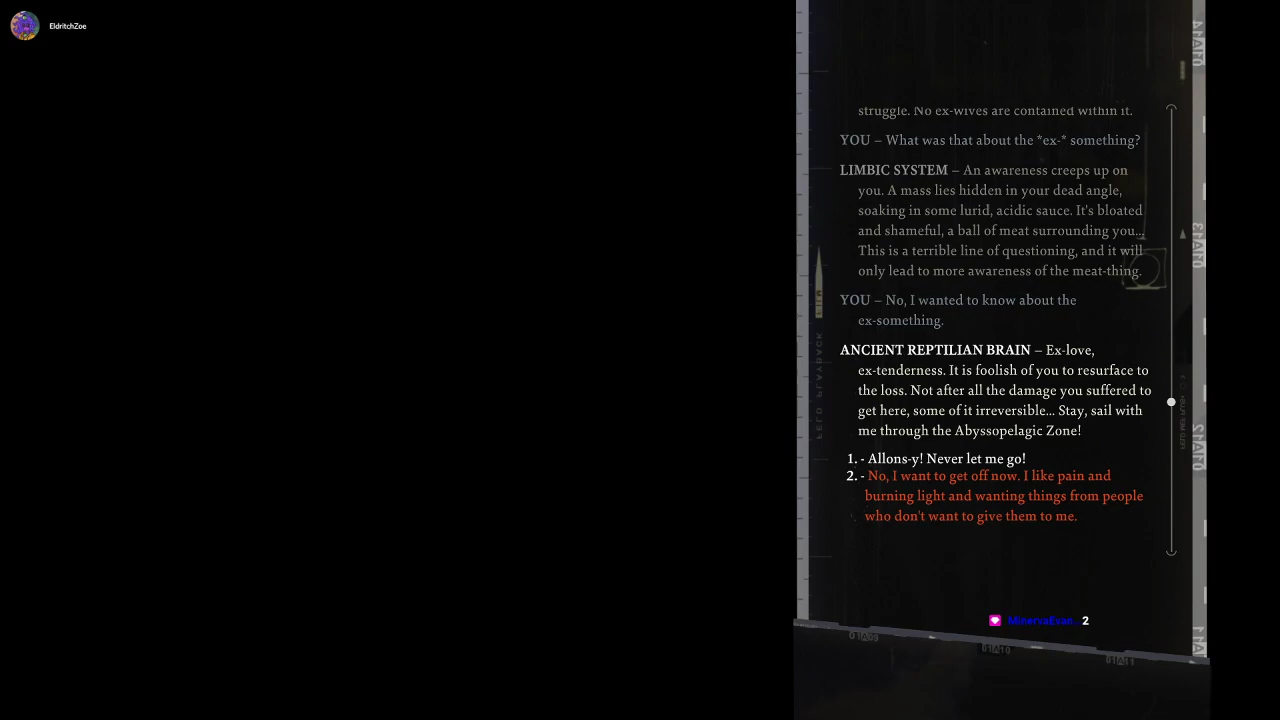 EldritchZoe
struggle. No ex-wives are contained within it.
YOU – What was that about the *ex-* something?
LIMBIC SYSTEM – An awareness creeps up on
you. A mass lies hidden in your dead angle,
soaking in some lurid, acidic sauce. It's bloated
and shameful, a ball of meat surrounding you...
This is a terrible line of questioning, and it will
only lead to more awareness of the meat-thing.
YOU – No, I wanted to know about the
ex-something.
ANCIENT REPTILIAN BRAIN – Ex-love,
ex-tenderness. It is foolish of you to resurface to
the loss. Not after all the damage you suffered to
get here, some of it irreversible... Stay, sail with
me through the Abyssopelagic Zone!
1. - Allons-y! Never let me go!
2. - No, I want to get off now. I like pain and
burning light and wanting things from people
who don't want to give them to me.
MinervaEvan... 2
FELD PLAYBACK
01A09
01A10
01A11